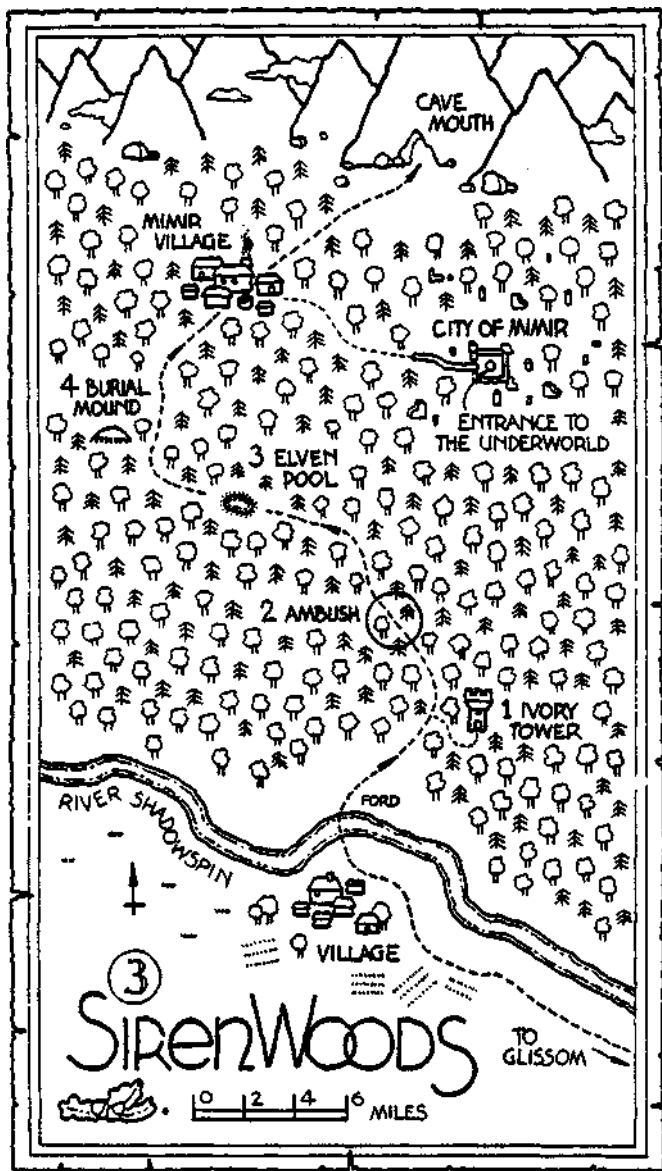 CAVE
MOUTH
MIMIR
VILLAGE
CITY OF MIMIR
4 BURIAL
MOUND
ENTRANCE TO
THE UNDERWORLD
3 ELVEN
POOL
2 AMBUSH
1 IVORY
TOWER
RIVER SHADOWSPIN
FORD
VILLAGE
3
SIRENWOODS
TO
GLISSOM
0 2 4 6
MILES